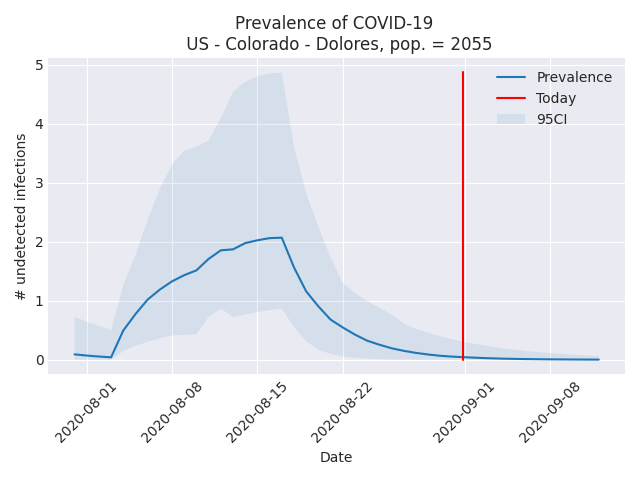 Prevalence of COVID-19
US - Colorado - Dolores, pop. = 2055
# undetected infections
5
4
3
2
1
0
Prevalence
Today
95CI
2020-08-01
2020-08-08
2020-08-15
2020-08-22
2020-09-01
2020-09-08
Date